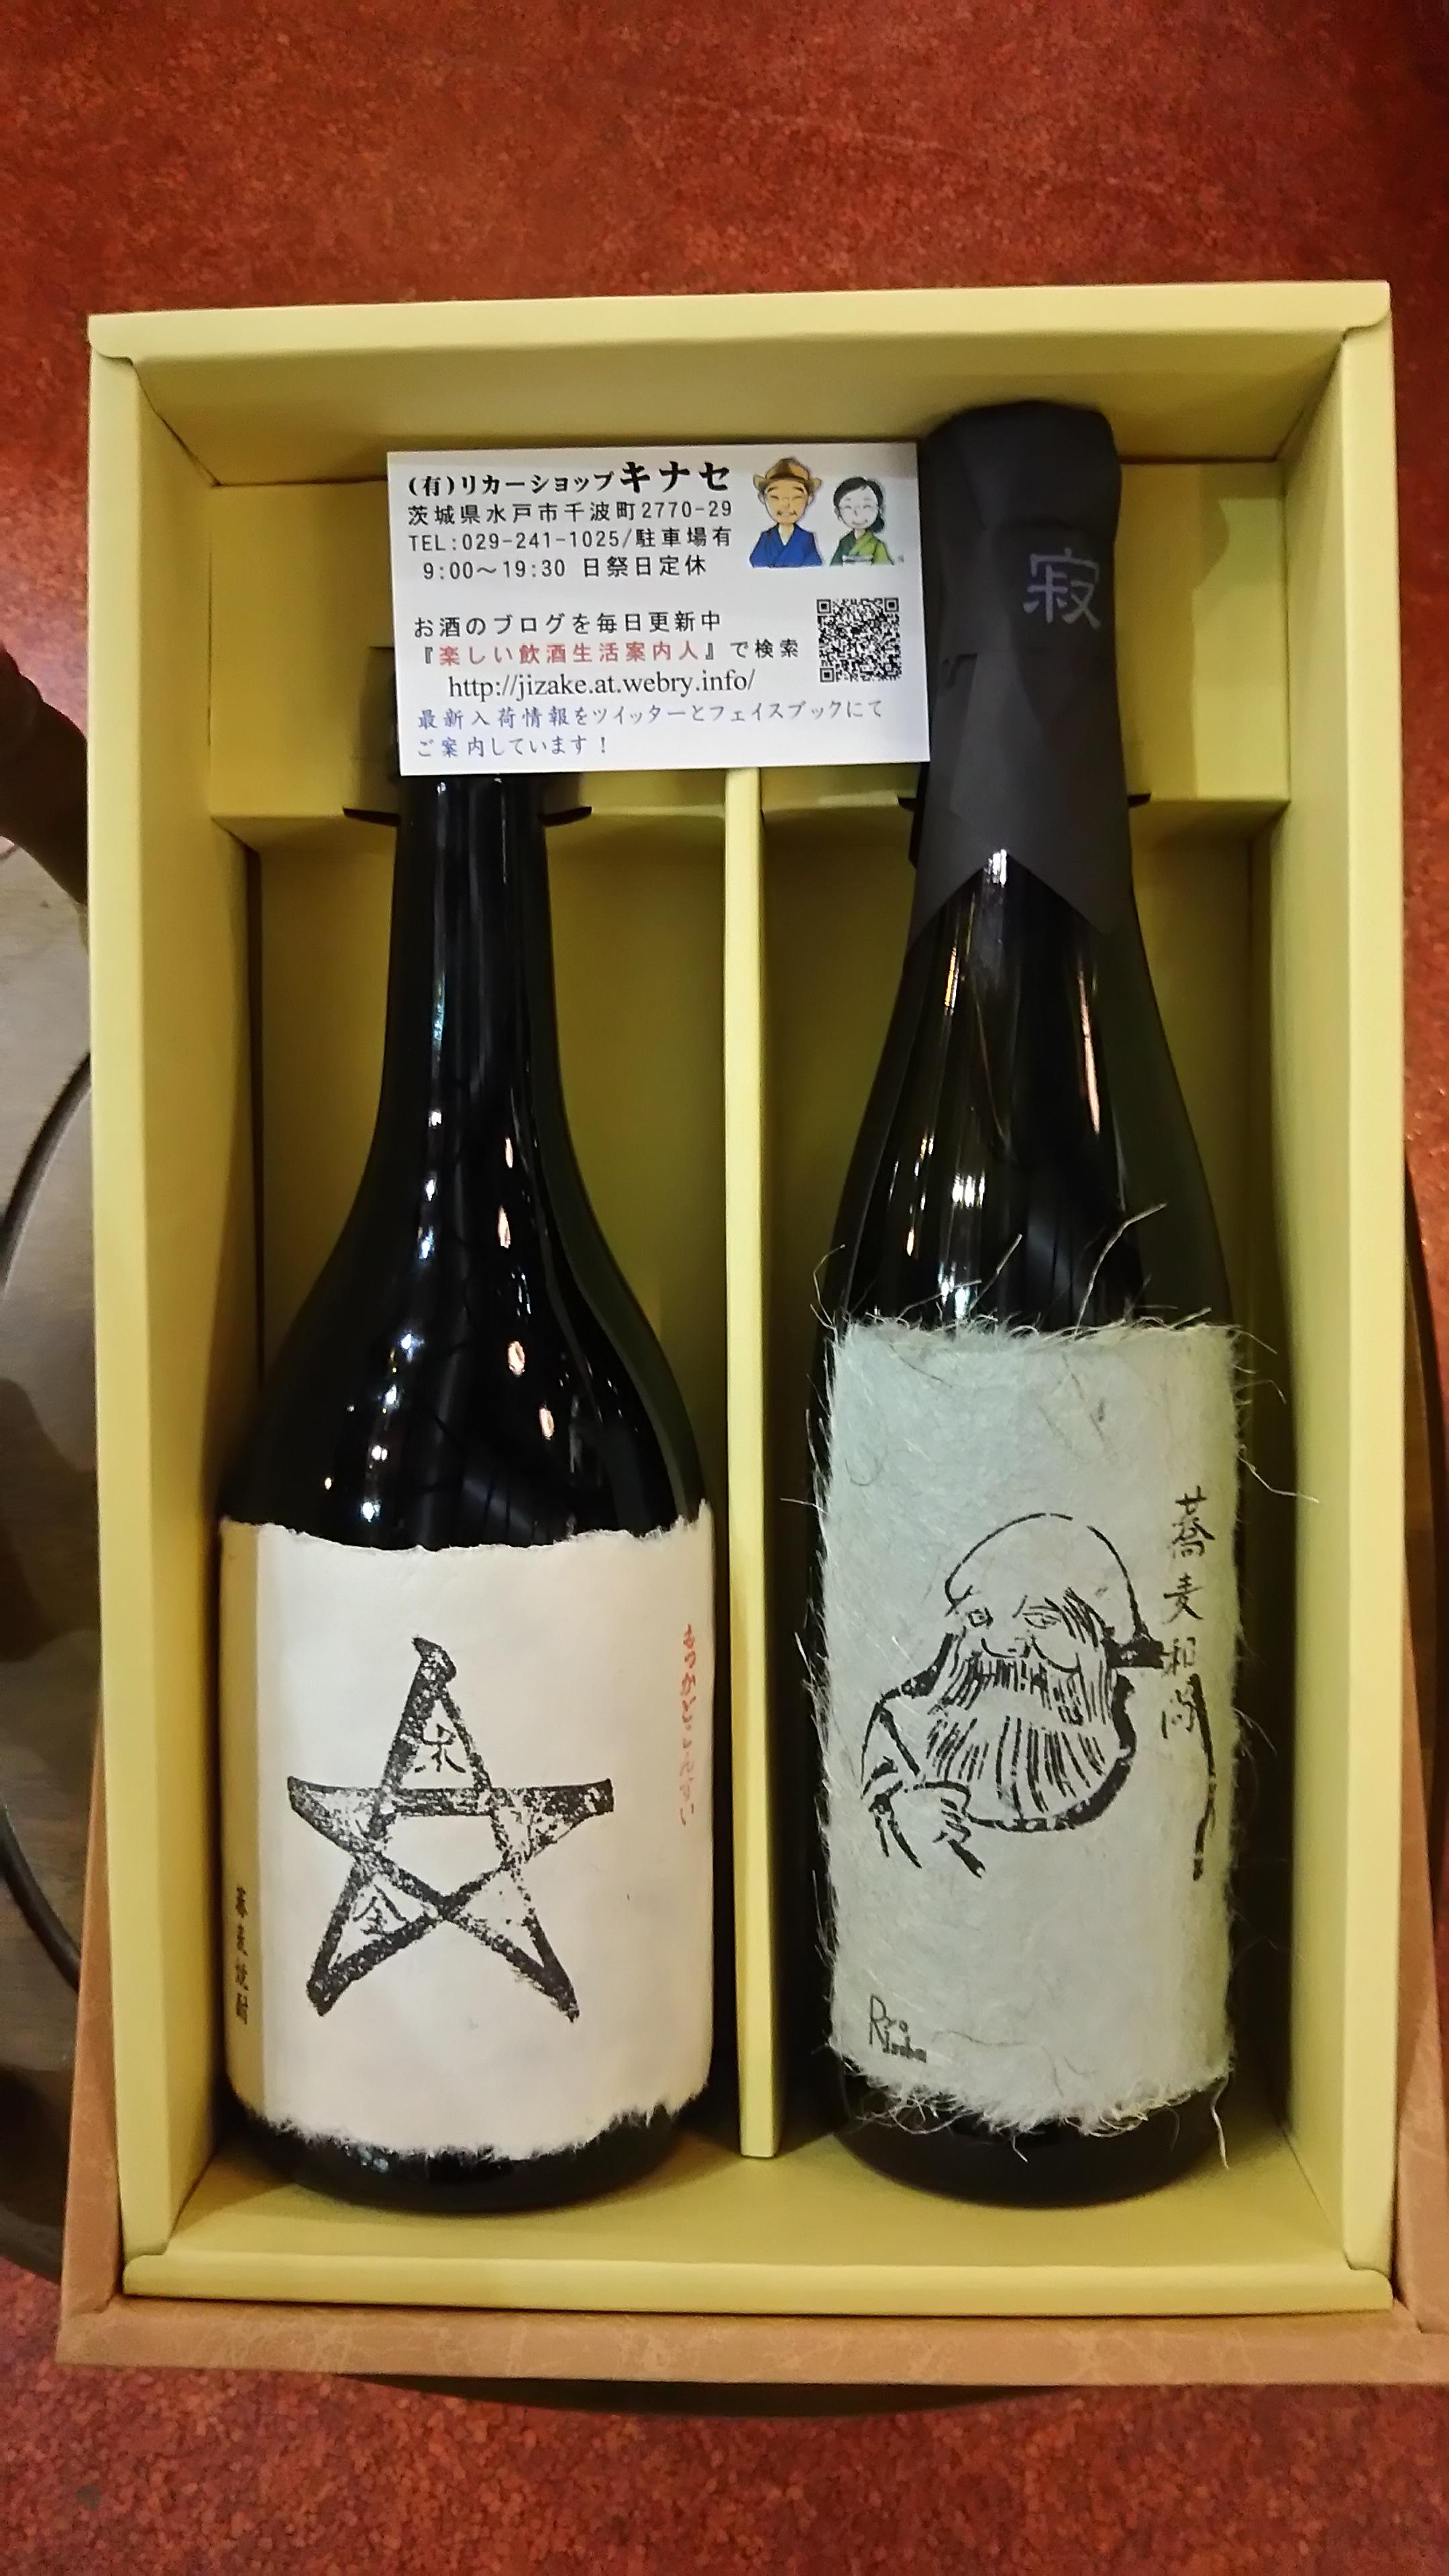 (有)リカーショップキナセ
茨城県水戸市千波町2770-29
TEL:029-241-1025/駐車場有
9:00～19:30 日祭日定休
お酒のブログを毎日更新中
『楽しい飲酒生活案内人』で検索
http://jizake.at.webry.info/
最新入荷情報をツイッターとフェイスブックにて
ご案内しています！
寂
蕎麦和尚
蕎麦焼酎